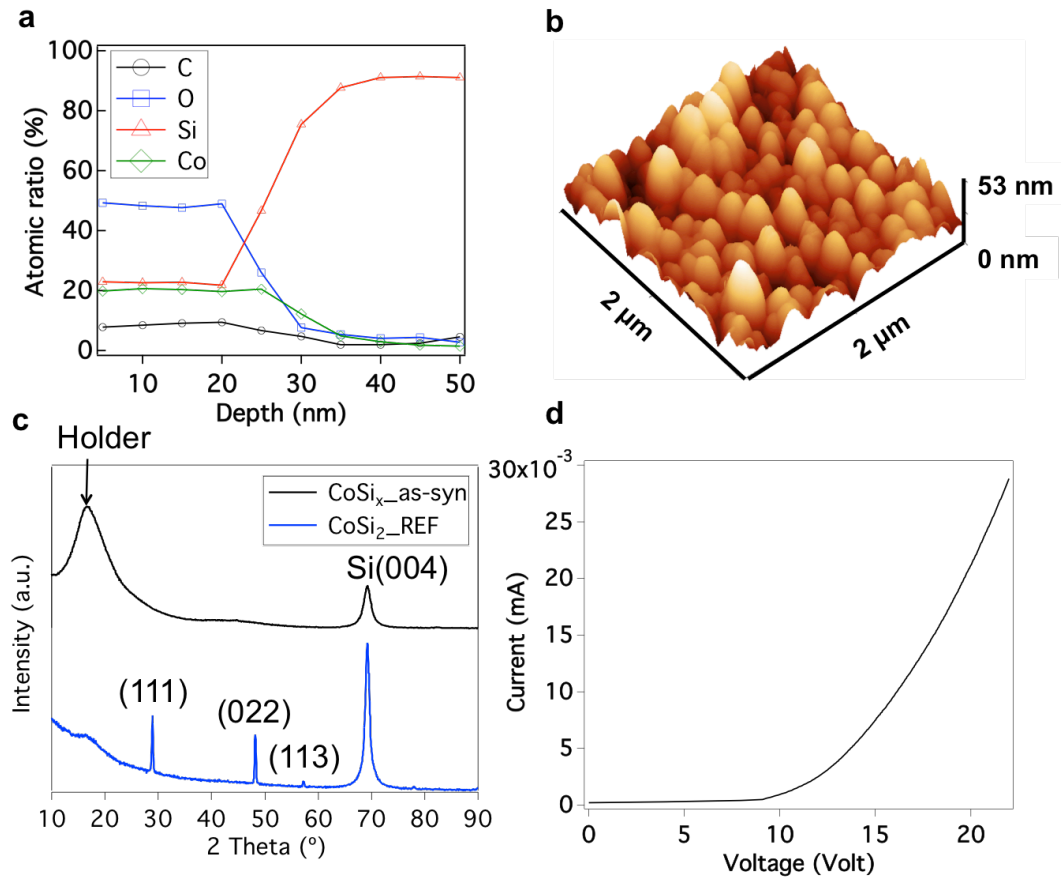 a
100
80
60
40
20
0
Atomic ratio (%)
C
O
Si
Co
10 20 30 40 50
Depth (nm)
b
53 nm
0 nm
2 µm
2 µm
c
Holder
CoSiₓ_as-syn
CoSi₂_REF
Si(004)
(111)
(022)
(113)
Intensity (a.u.)
10 20 30 40 50 60 70 80 90
2 Theta (º)
d
30x10⁻³
25
20
15
10
5
0
Current (mA)
0 5 10 15 20
Voltage (Volt)